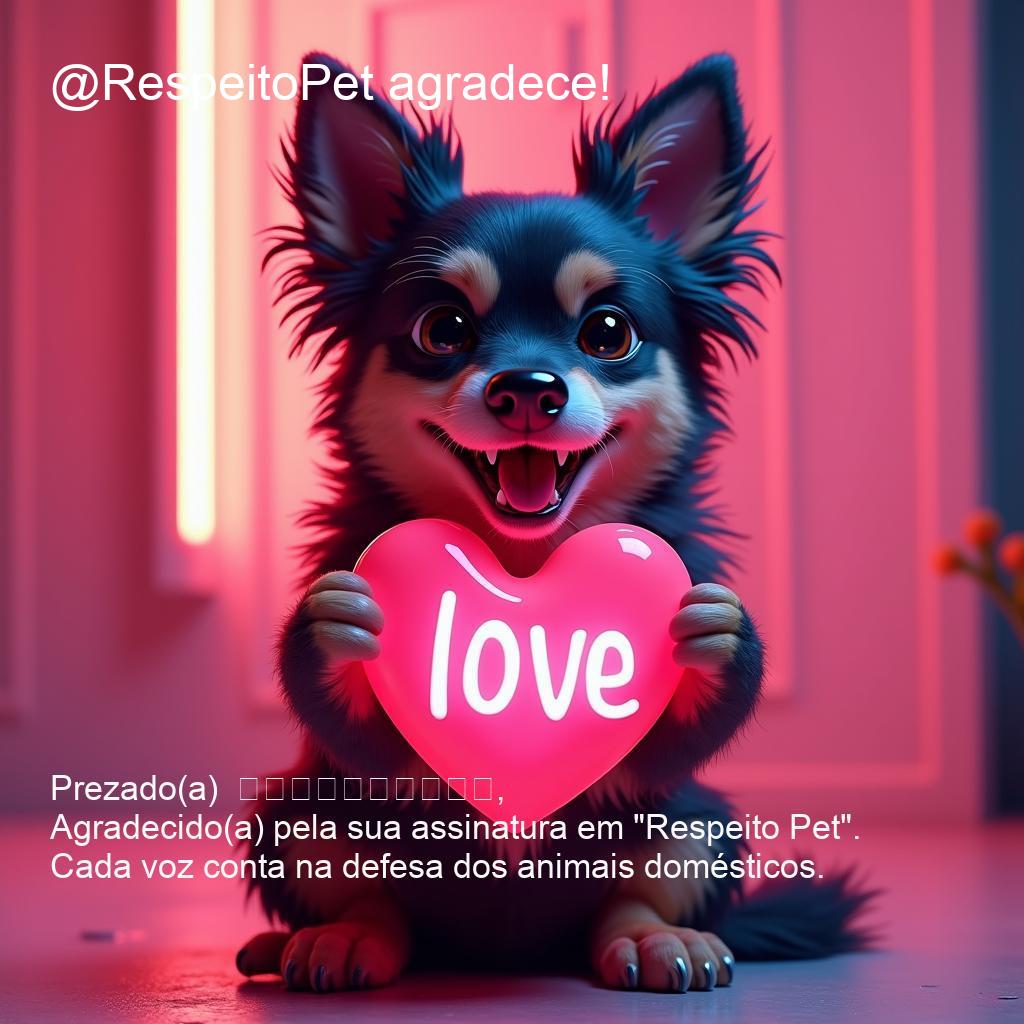 @RespeitoPet agradece!
love
Prezado(a) ,
Agradecido(a) pela sua assinatura em "Respeito Pet".
Cada voz conta na defesa dos animais domésticos.